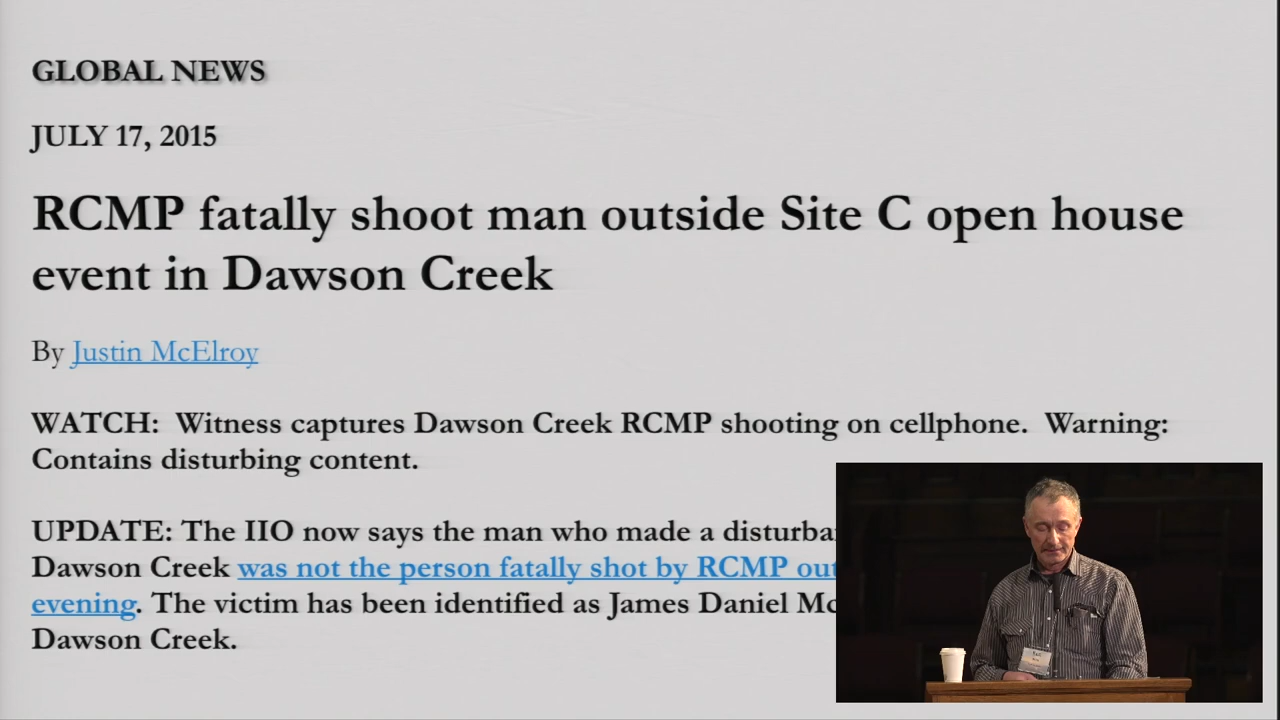 GLOBAL NEWS
JULY 17, 2015
RCMP fatally shoot man outside Site C open house
event in Dawson Creek
By Justin McElroy
WATCH: Witness captures Dawson Creek RCMP shooting on cellphone. Warning:
Contains disturbing content.
UPDATE: The IIO now says the man who made a
Dawson Creek was not the person fatally shot by RCMP
evening. The victim has been identified as James Daniel
Dawson Creek.